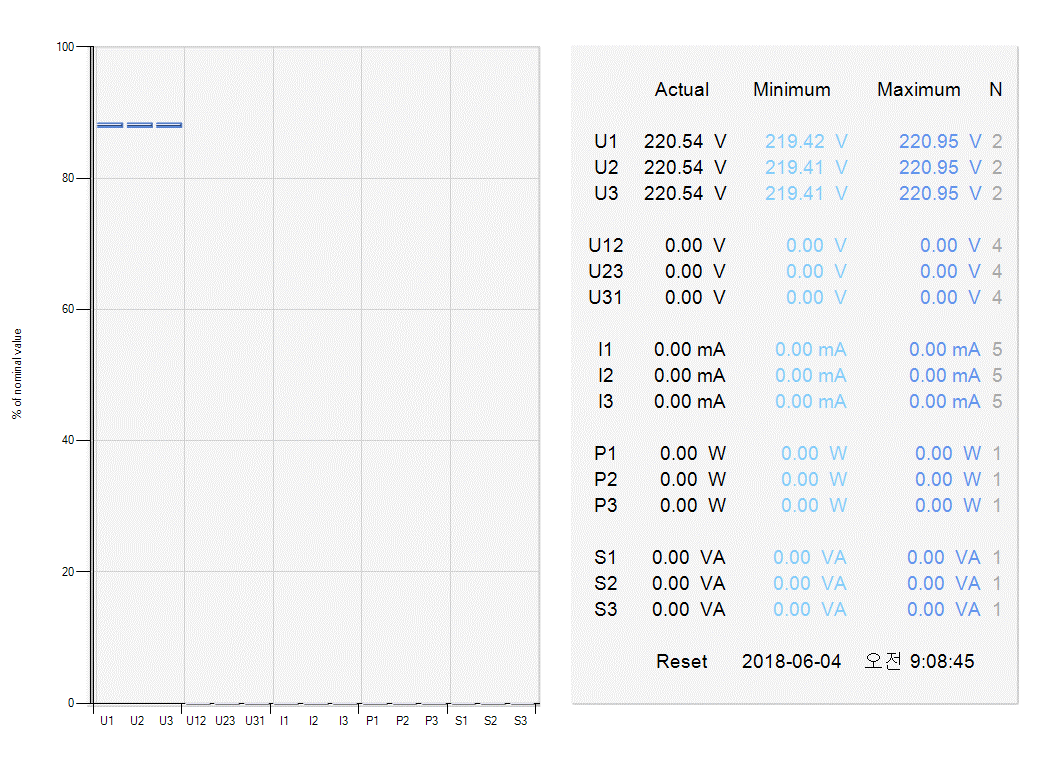 100
80
60
40
20
0
% of nominal value
U1 U2 U3 U12 U23 U31 I1 I2 I3 P1 P2 P3 S1 S2 S3
Actual Minimum Maximum N
U1 220.54 V 219.42 V 220.95 V 2
U2 220.54 V 219.41 V 220.95 V 2
U3 220.54 V 219.41 V 220.95 V 2
U12 0.00 V 0.00 V 0.00 V 4
U23 0.00 V 0.00 V 0.00 V 4
U31 0.00 V 0.00 V 0.00 V 4
I1 0.00 mA 0.00 mA 0.00 mA 5
I2 0.00 mA 0.00 mA 0.00 mA 5
I3 0.00 mA 0.00 mA 0.00 mA 5
P1 0.00 W 0.00 W 0.00 W 1
P2 0.00 W 0.00 W 0.00 W 1
P3 0.00 W 0.00 W 0.00 W 1
S1 0.00 VA 0.00 VA 0.00 VA 1
S2 0.00 VA 0.00 VA 0.00 VA 1
S3 0.00 VA 0.00 VA 0.00 VA 1
Reset 2018-06-04 오전 9:08:45